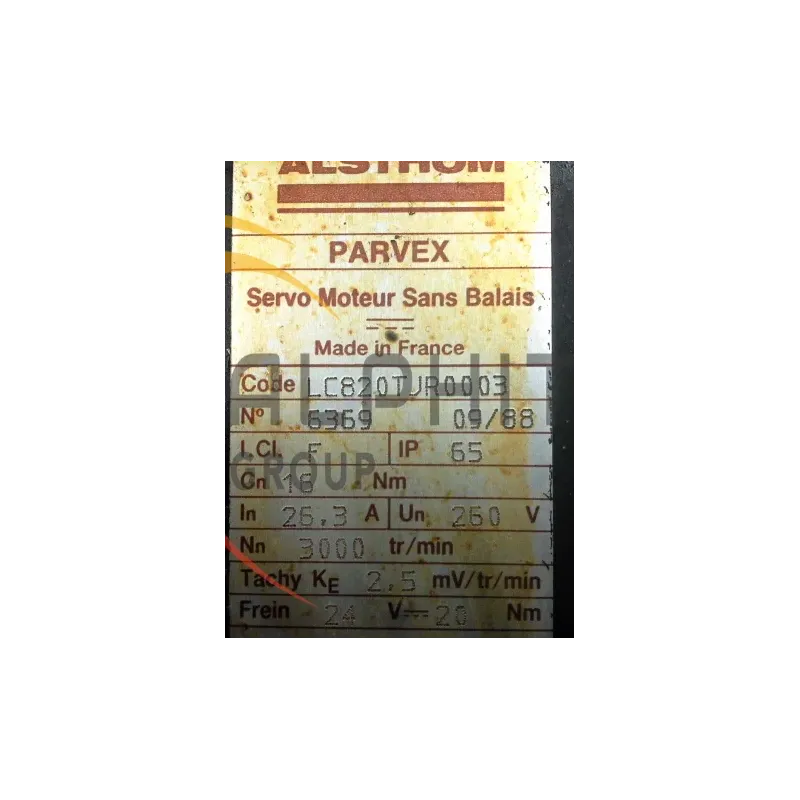 ALSTHOM
PARVEX
Servo Moteur Sans Balais
Made in France
Code LC820TJR0003
N° 6369 09/88
I.Cl. F IP 65
Cn 16 Nm
In 26.3 A Un 260 V
Nn 3000 tr/min
Tachy KE 2.5 mV/tr/min
Frein 24 V 20 Nm
GROUP